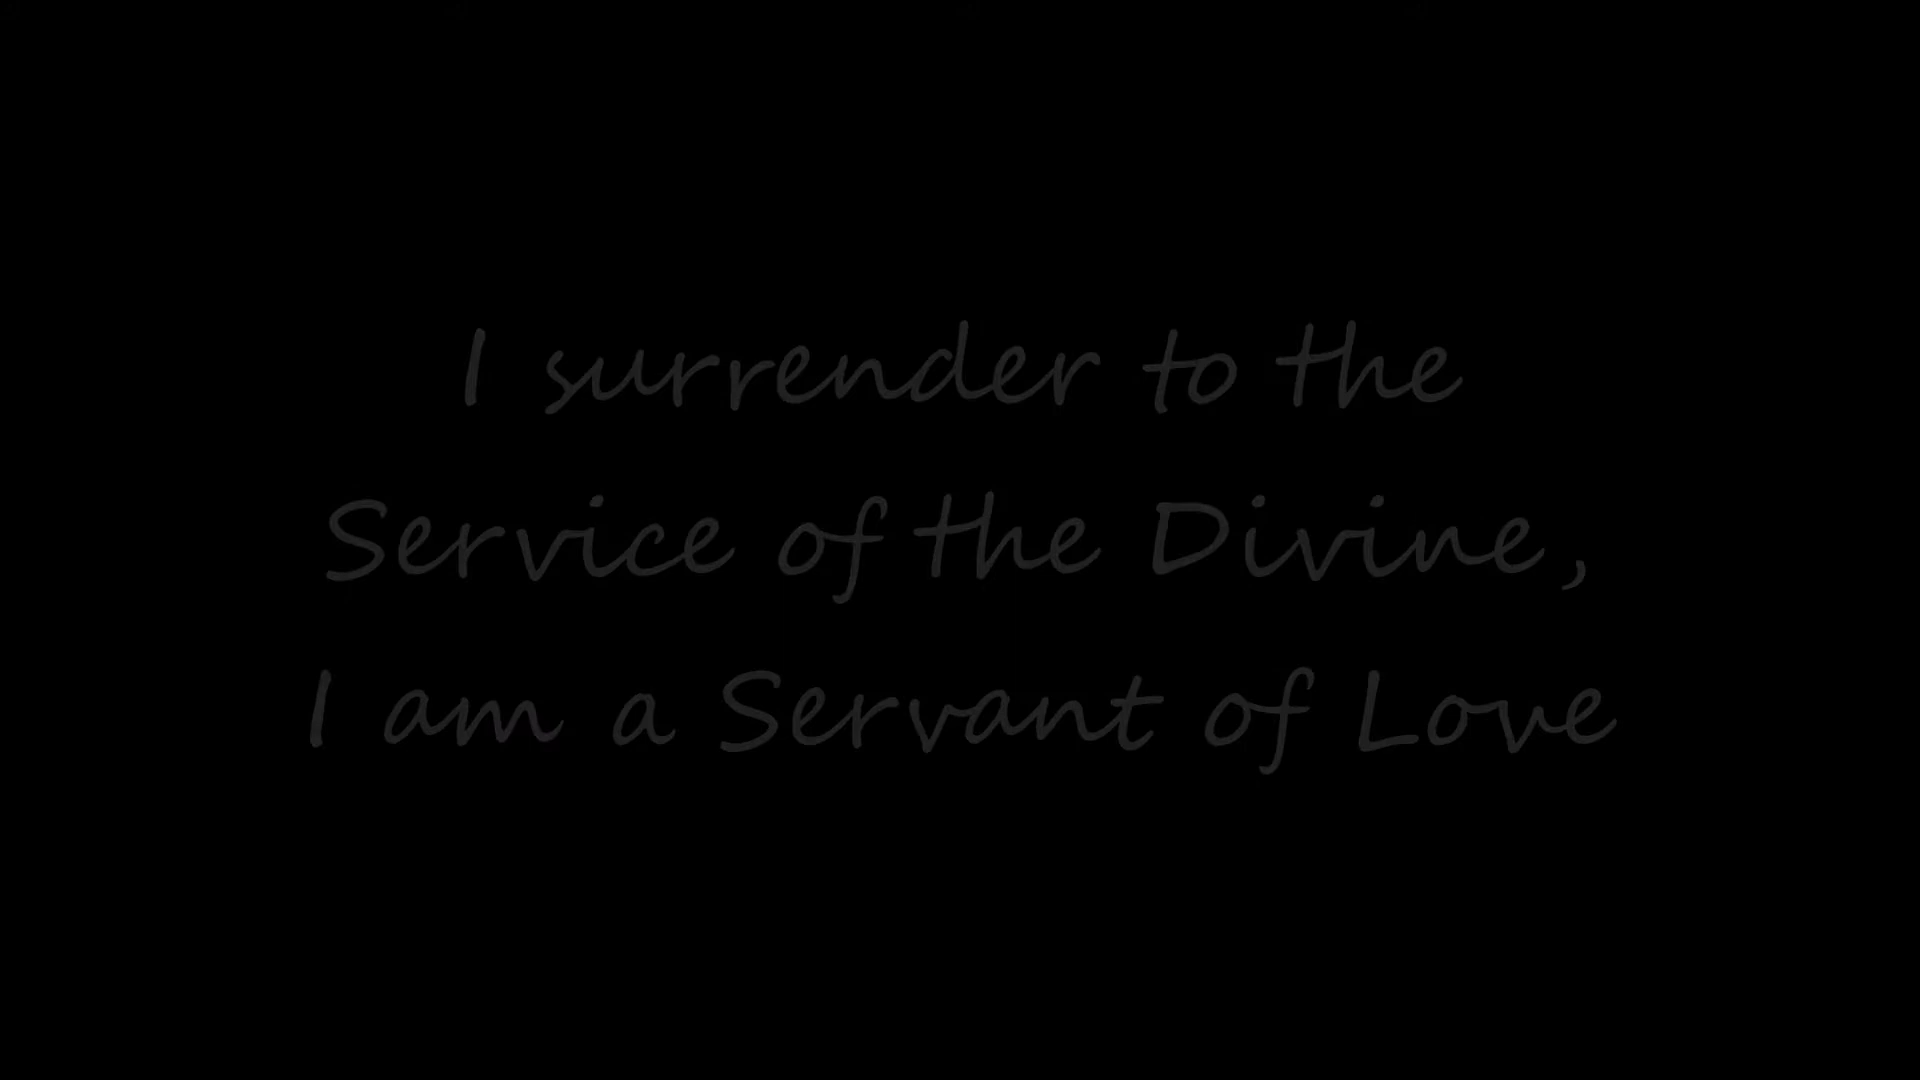 I surrender to the
Service of the Divine,
I am a Servant of Love